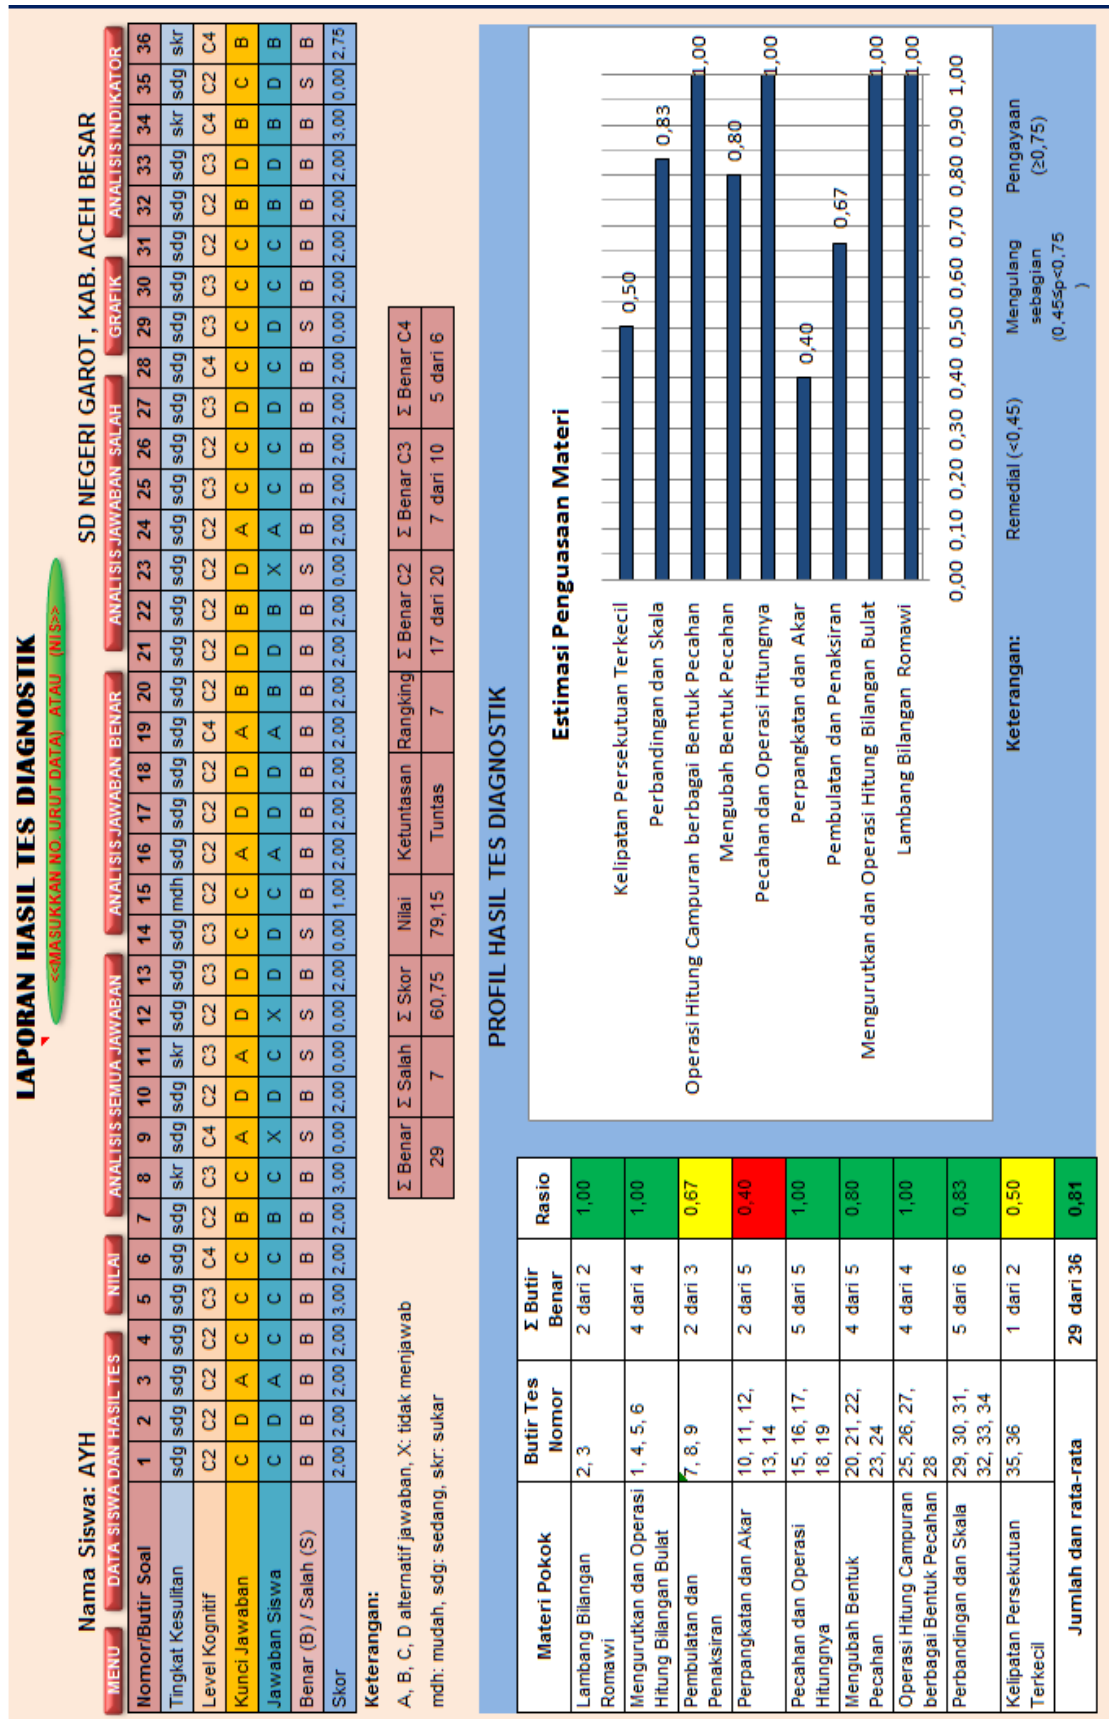 LAPORAN HASIL TES DIAGNOSTIK
<<MASUKKAN NO. URUT DATA) ATAU (NIS>>
Nama Siswa: AYH SD NEGERI GAROT, KAB. ACEH BESAR
MENU DATA SISWA DAN HASIL TES NILAI ANALISIS SEMUA JAWABAN ANALISIS JAWABAN BENAR ANALISIS JAWABAN SALAH GRAFIK ANALISIS INDIKATOR
Nomor/Butir Soal 1 2 3 4 5 6 7 8 9 10 11 12 13 14 15 16 17 18 19 20 21 22 23 24 25 26 27 28 29 30 31 32 33 34 35 36
Tingkat Kesulitan sdg sdg sdg sdg sdg sdg sdg skr sdg sdg skr sdg sdg sdg mdh sdg sdg sdg sdg sdg sdg sdg sdg sdg sdg sdg sdg sdg sdg sdg sdg sdg sdg skr sdg skr
Level Kognitif C2 C2 C2 C2 C3 C4 C2 C3 C4 C2 C3 C2 C3 C3 C2 C2 C2 C2 C4 C2 C2 C2 C2 C2 C3 C2 C3 C4 C3 C3 C2 C2 C3 C4 C2 C4
Kunci Jawaban C D A C C C B C A D A D D C C A D D A B D B D A C C D C C C C B D B C B
Jawaban Siswa C D A C C C B C X D C X D D C A D D A B D B X A C C D C D C C B D B D B
Benar (B) / Salah (S) B B B B B B B B S B S S B S B B B B B B B B S B B B B B S B B B B B S B
Skor 2,00 2,00 2,00 2,00 3,00 2,00 2,00 3,00 0,00 2,00 0,00 0,00 2,00 0,00 1,00 2,00 2,00 2,00 2,00 2,00 2,00 2,00 0,00 2,00 2,00 2,00 2,00 2,00 0,00 2,00 2,00 2,00 2,00 3,00 0,00 2,75
Keterangan:
A, B, C, D alternatif jawaban, X: tidak menjawab
mdh: mudah, sdg: sedang, skr: sukar
Σ Benar Σ Salah Σ Skor Nilai Ketuntasan Rangking Σ Benar C2 Σ Benar C3 Σ Benar C4
29 7 60,75 79,15 Tuntas 7 17 dari 20 7 dari 10 5 dari 6
PROFIL HASIL TES DIAGNOSTIK
Materi Pokok Butir Tes Nomor Σ Butir Benar Rasio
Lambang Bilangan 2, 3 2 dari 2 1,00
Romawi
Mengurutkan dan Operasi 1, 4, 5, 6 4 dari 4 1,00
Hitung Bilangan Bulat
Pembulatan dan 7, 8, 9 2 dari 3 0,67
Penaksiran
Perpangkatan dan Akar 10, 11, 12, 2 dari 5 0,40
13, 14
Pecahan dan Operasi 15, 16, 17, 5 dari 5 1,00
Hitungnya 18, 19
Mengubah Bentuk 20, 21, 22, 4 dari 5 0,80
Pecahan 23, 24
Operasi Hitung Campuran 25, 26, 27, 4 dari 4 1,00
berbagai Bentuk Pecahan 28
Perbandingan dan Skala 29, 30, 31, 5 dari 6 0,83
32, 33, 34
Kelipatan Persekutuan 35, 36 1 dari 2 0,50
Terkecil
Jumlah dan rata-rata 29 dari 36 0,81
Estimasi Penguasaan Materi
Kelipatan Persekutuan Terkecil 0,50
Perbandingan dan Skala 0,83
Operasi Hitung Campuran berbagai Bentuk Pecahan 1,00
Mengubah Bentuk Pecahan 0,80
Pecahan dan Operasi Hitungnya 1,00
Perpangkatan dan Akar 0,40
Pembulatan dan Penaksiran 0,67
Mengurutkan dan Operasi Hitung Bilangan Bulat 1,00
Lambang Bilangan Romawi 1,00
0,00 0,10 0,20 0,30 0,40 0,50 0,60 0,70 0,80 0,90 1,00
Keterangan: Remedial (<0,45) Mengulang Pengayaan
sebagian (≥0,75)
(0,45≤p<0,75
)